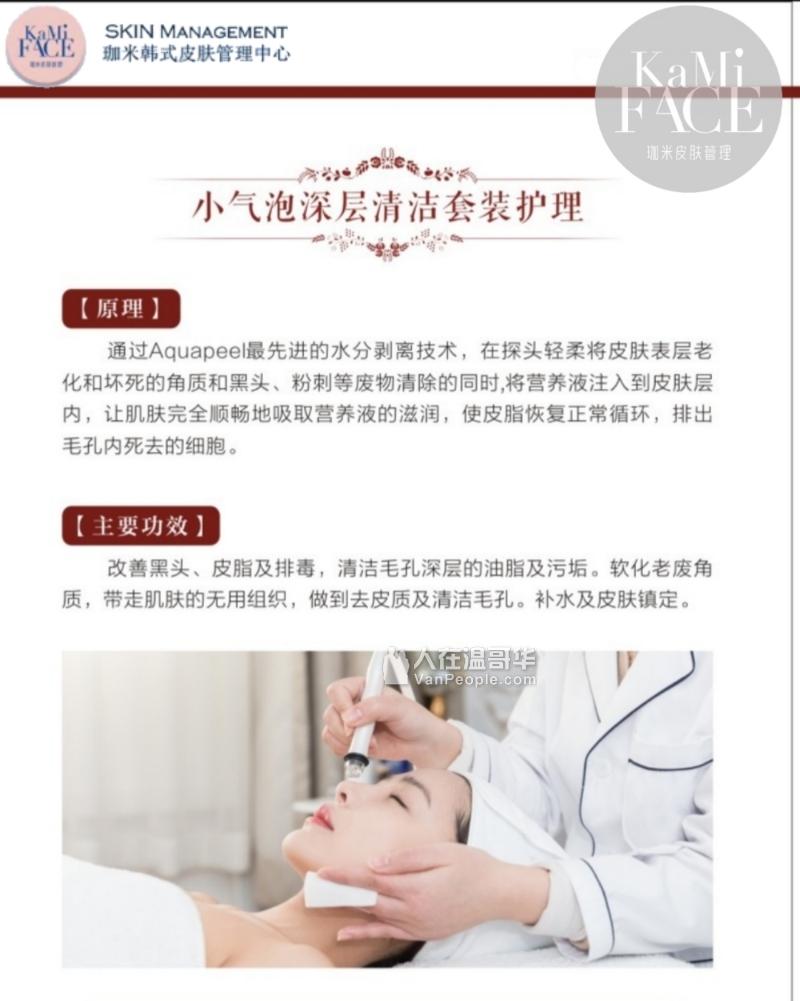 KaMi
FACE
珈米皮肤管理
SKIN MANAGEMENT
珈米韩式皮肤管理中心
KaMi
FACE
珈米皮肤管理
小气泡深层清洁套装护理
【原理】
通过Aquapeel最先进的水分剥离技术，在探头轻柔将皮肤表层老
化和坏死的角质和黑头、粉刺等废物清除的同时,将营养液注入到皮肤层
内，让肌肤完全顺畅地吸取营养液的滋润，使皮脂恢复正常循环，排出
毛孔内死去的细胞。
【主要功效】
改善黑头、皮脂及排毒，清洁毛孔深层的油脂及污垢。软化老废角
质，带走肌肤的无用组织，做到去皮质及清洁毛孔。补水及皮肤镇定。
人在温哥华
VanPeople.com